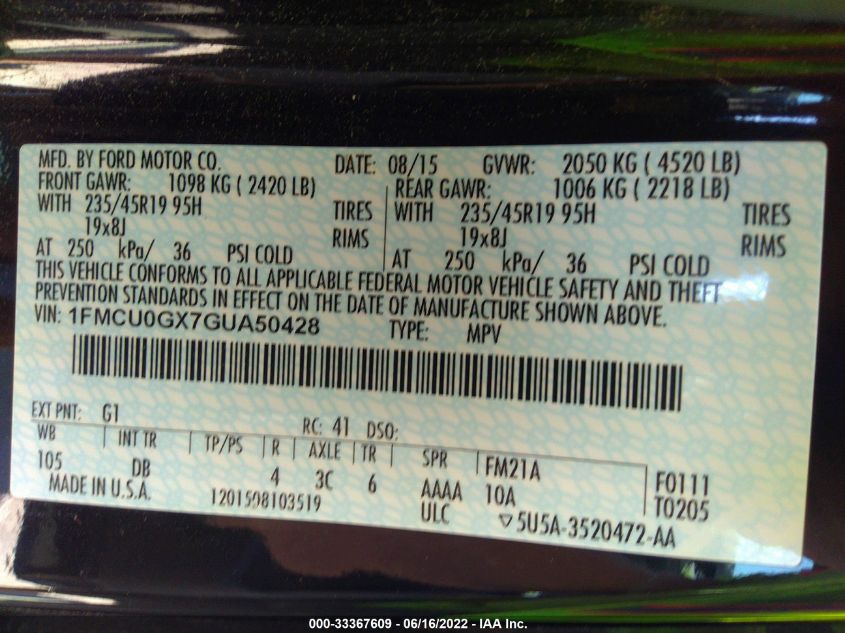 MFD. BY FORD MOTOR CO. DATE: 08/15 GVWR: 2050 KG ( 4520 LB)
FRONT GAWR: 1098 KG ( 2420 LB) REAR GAWR: 1006 KG ( 2218 LB)
WITH 235/45R19 95H TIRES WITH 235/45R19 95H TIRES
19x8J RIMS 19x8J RIMS
AT 250 kPa/ 36 PSI COLD AT 250 kPa/ 36 PSI COLD
THIS VEHICLE CONFORMS TO ALL APPLICABLE FEDERAL MOTOR VEHICLE SAFETY AND THEFT
PREVENTION STANDARDS IN EFFECT ON THE DATE OF MANUFACTURE SHOWN ABOVE.
VIN: 1FMCU0GX7GUA50428 TYPE: MPV
EXT PNT: G1 RC: 41 DSO:
WB INT TR TP/PS R AXLE TR SPR FM21A F0111
105 DB 4 3C 6 AAAA 10A T0205
MADE IN U.S.A. 1201598103519 ULC ▽5U5A-3520472-AA
000-33367609 - 06/16/2022 - IAA Inc.